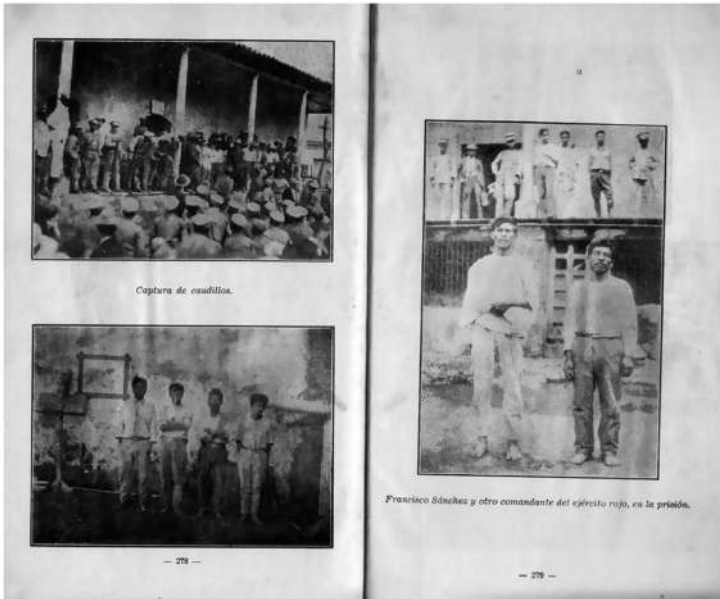 Captura de caudillos.
— 278 —
Francisco Sánchez y otro comandante del ejército rojo, en la prisión.
— 279 —